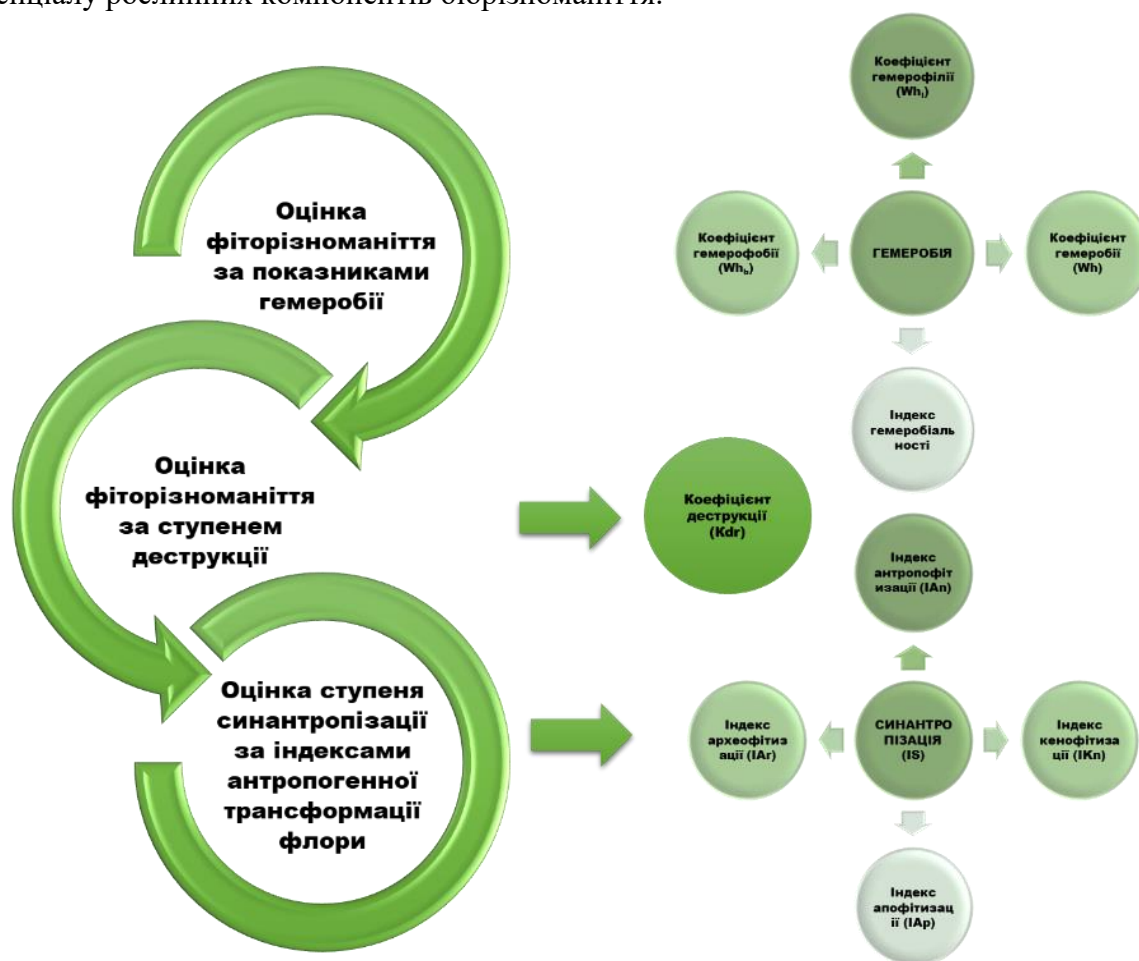 рослинних компонентів біорізноманіття.
Оцінка
фіторізноманіття
за показниками
гемеробії
Оцінка
фіторізноманіття
за ступенем
деструкції
Оцінка ступеня
синантропізації
за індексами
антропогенної
трансформації
флори
Коефіцієнт
гемерофілії
(Whᵢ)
Коефіцієнт
гемерофобії
(Whₛ)
ГЕМЕРОБІЯ
Коефіцієнт
гемеробії
(Wh)
Індекс
гемеробіаль
ності
Коефіцієнт
деструкції
(Kdr)
Індекс
антропофіт
изації (IAn)
Індекс
археофітиз
ації (IAr)
СИНАНТРО
ПІЗАЦІЯ
(IS)
Індекс
кенофітиза
ції (IKn)
Індекс
апофітизац
ії (IAp)